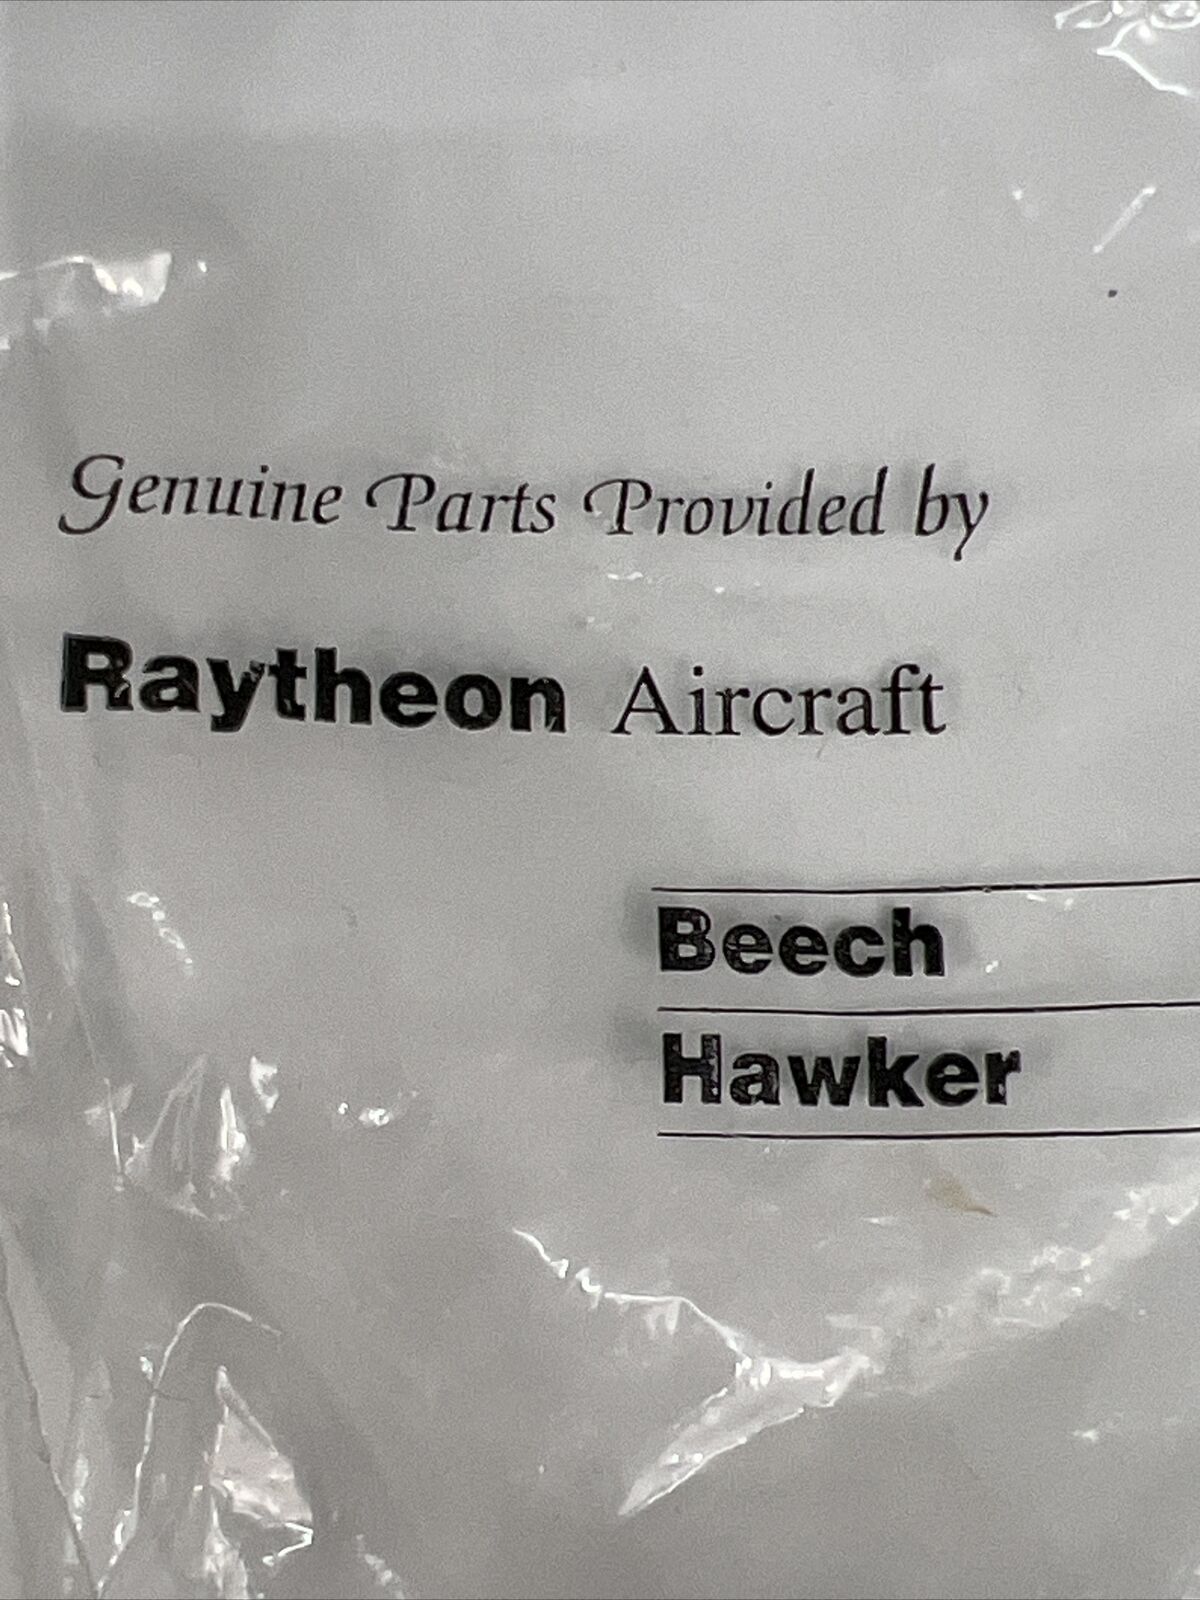 Genuine Parts Provided by
Raytheon Aircraft
Beech
Hawker